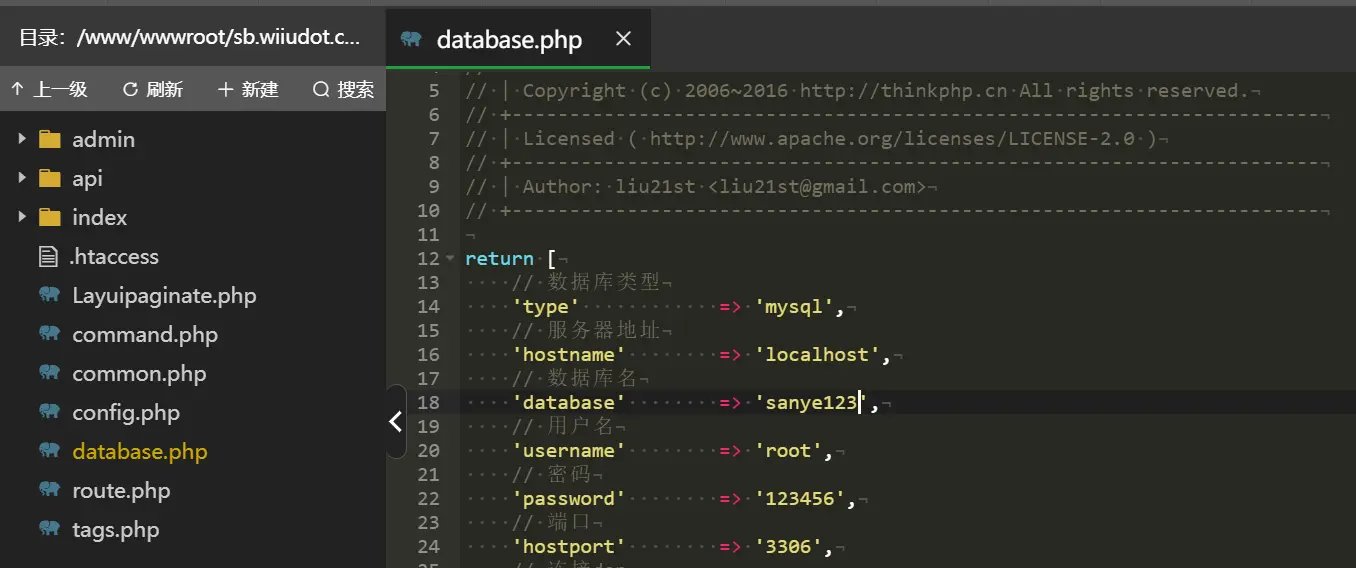 目录: /www/wwwroot/sb.wiiudot.c...
database.php
上一级 刷新 新建 搜索
admin
api
index
.htaccess
Layuipaginate.php
command.php
common.php
config.php
database.php
route.php
tags.php
5 // | Copyright (c) 2006~2016 http://thinkphp.cn All rights reserved.
6 // +----------------------------------------------------------------------
7 // | Licensed ( http://www.apache.org/licenses/LICENSE-2.0 )
8 // +----------------------------------------------------------------------
9 // | Author: liu21st <liu21st@gmail.com>
10 // +----------------------------------------------------------------------
11
12 return [
13 // 数据库类型
14 'type' => 'mysql',
15 // 服务器地址
16 'hostname' => 'localhost',
17 // 数据库名
18 'database' => 'sanye123',
19 // 用户名
20 'username' => 'root',
21 // 密码
22 'password' => '123456',
23 // 端口
24 'hostport' => '3306',